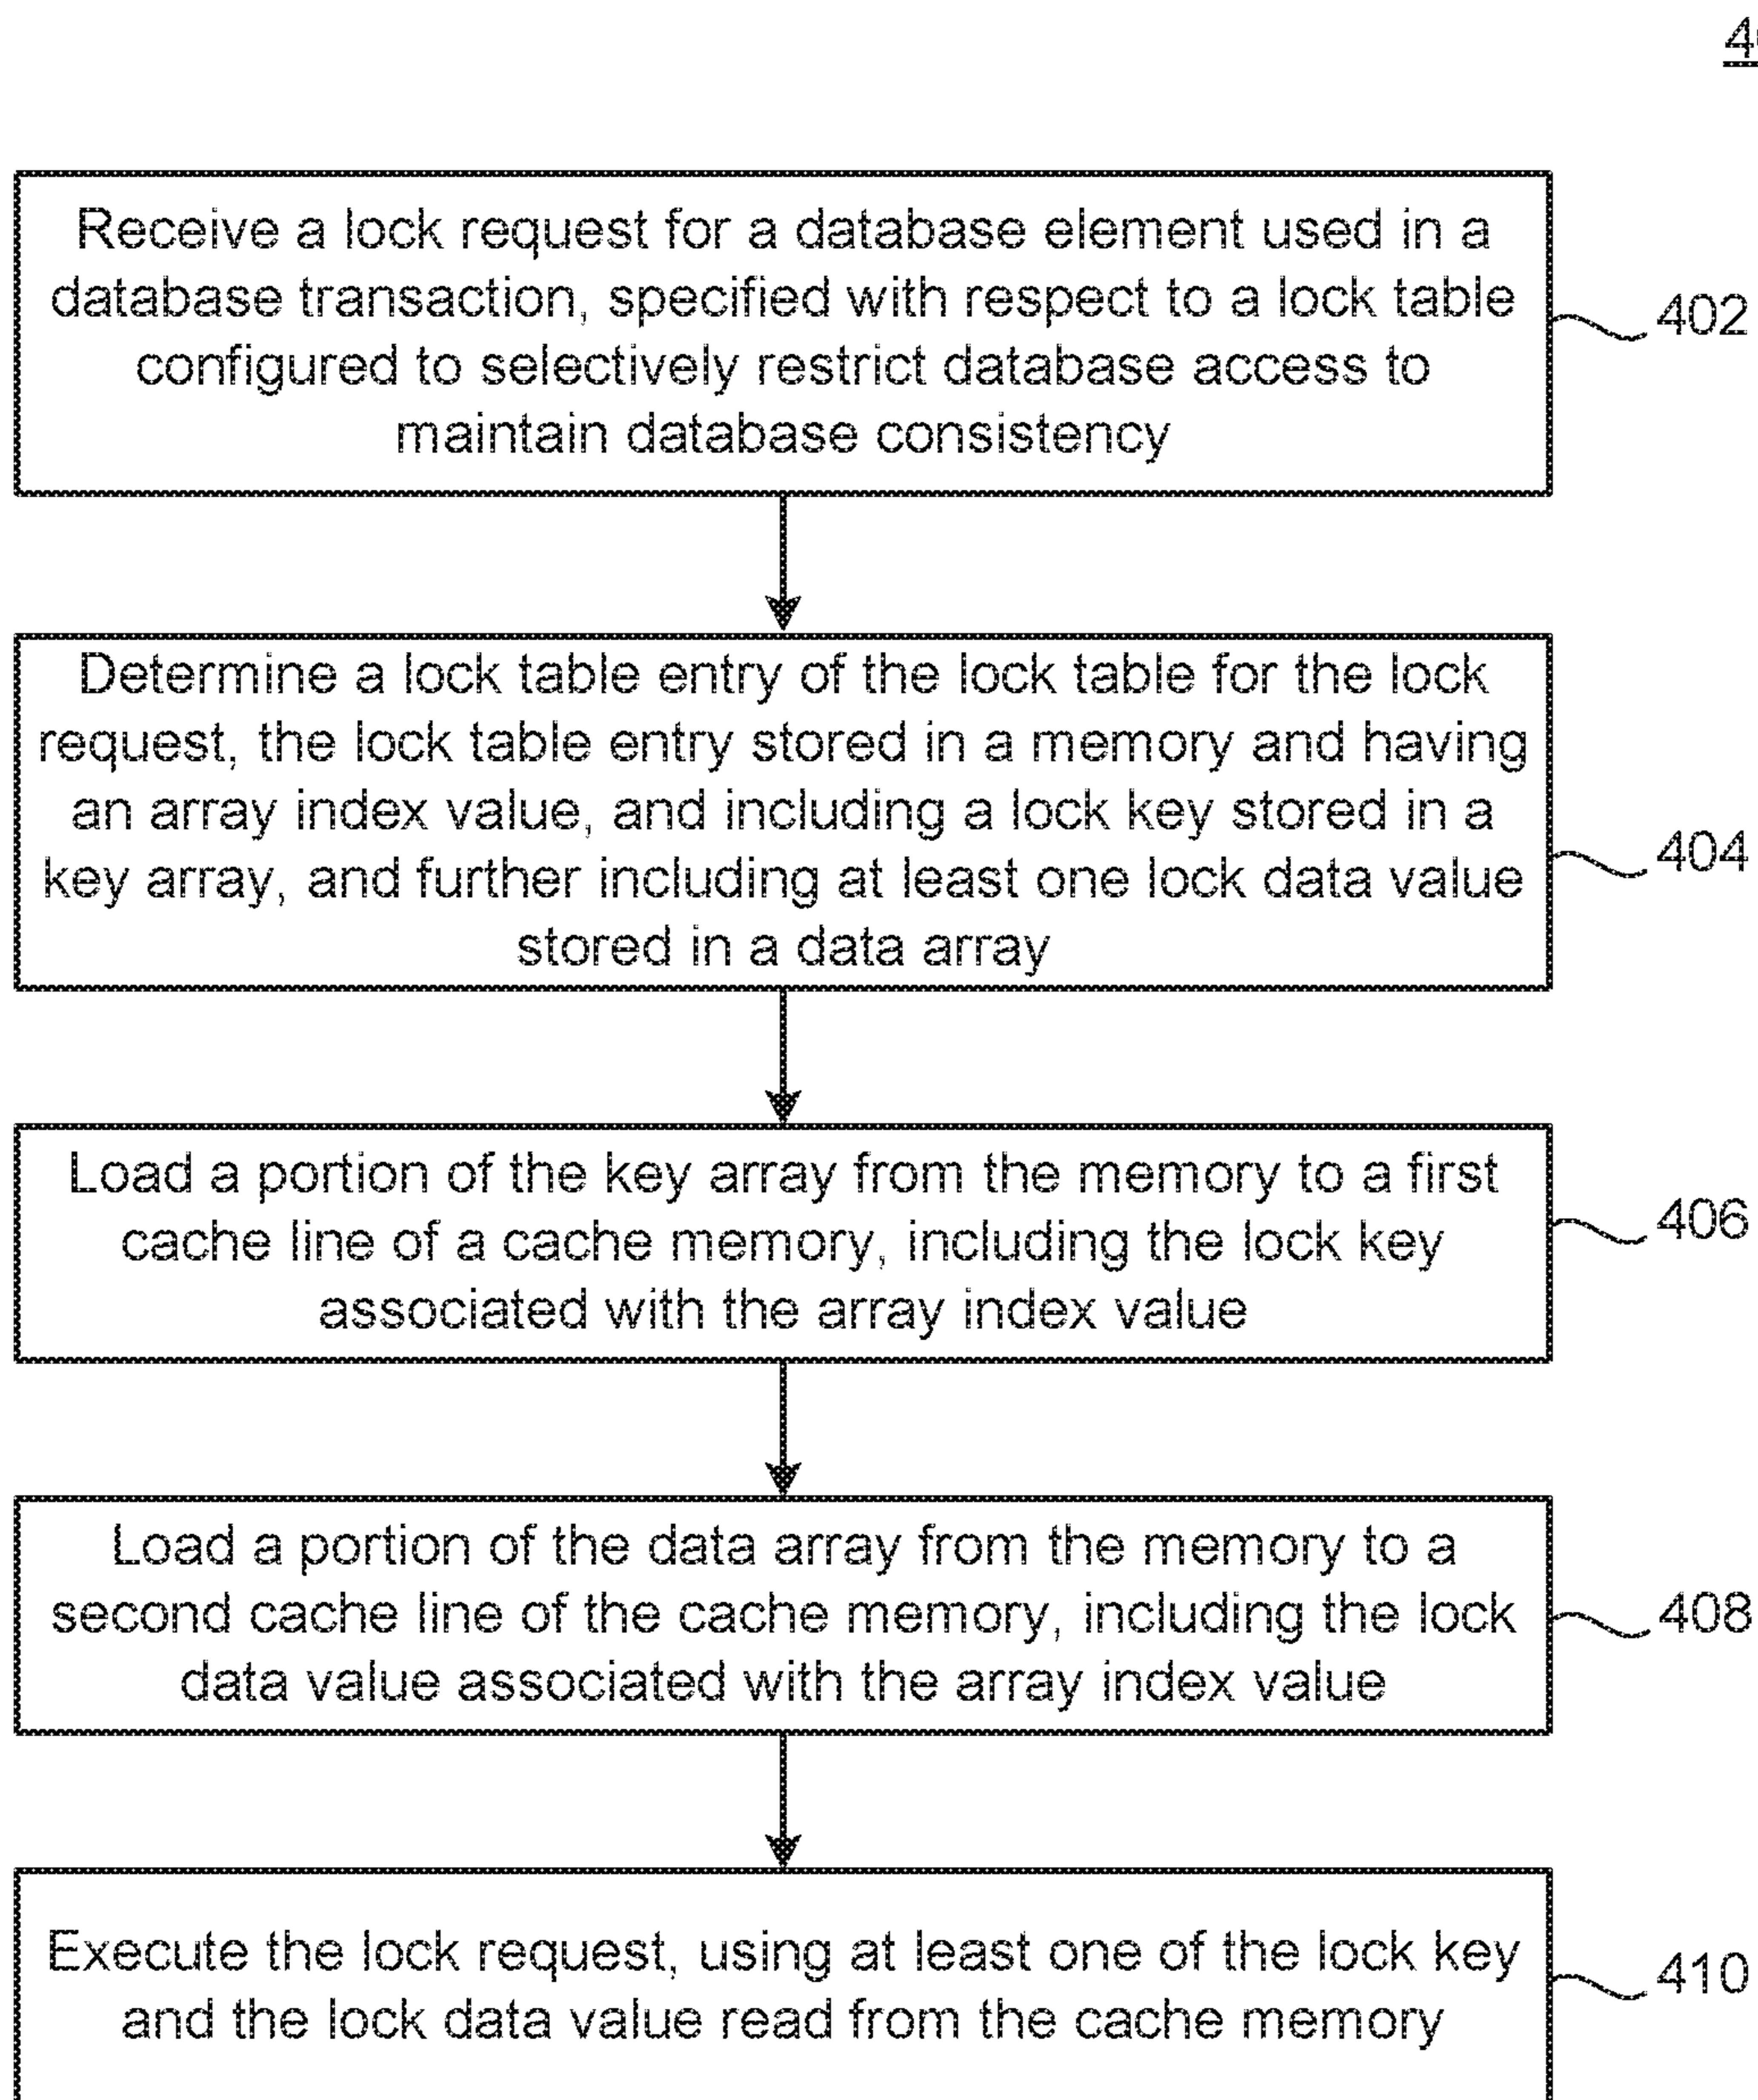 Receive a lock request for a database element used in a
database transaction, specified with respect to a lock table
configured to selectively restrict database access to
maintain database consistency
402
Determine a lock table entry of the lock table for the lock
request, the lock table entry stored in a memory and having
an array index value, and including a lock key stored in a
key array, and further including at least one lock data value
stored in a data array
404
Load a portion of the key array from the memory to a first
cache line of a cache memory, including the lock key
associated with the array index value
406
Load a portion of the data array from the memory to a
second cache line of the cache memory, including the lock
data value associated with the array index value
408
Execute the lock request, using at least one of the lock key
and the lock data value read from the cache memory
410